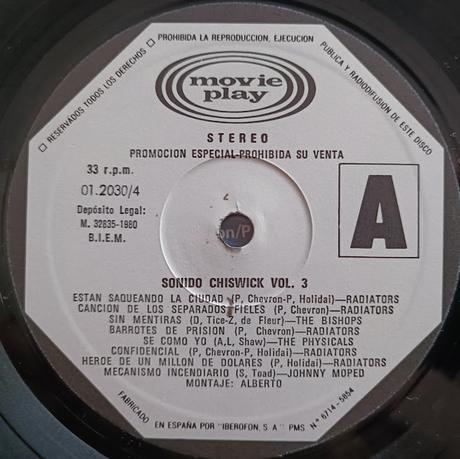 PROHIBIDA LA REPRODUCCION, EJECUCION
PUBLICA Y RADIODIFUSION DE ESTE DISCO
○ RESERVADOS TODOS LOS DERECHOS ○
movie
play
STEREO
PROMOCION ESPECIAL-PROHIBIDA SU VENTA
33 r.p.m.
01.2030/4
Depósito Legal:
M. 32835-1980
B.I.E.M.
A
on/P
SONIDO CHISWICK VOL. 3
ESTAN SAQUEANDO LA CIUDAD (P, Chevron-P, Holidai)—RADIATORS
CANCION DE LOS SEPARADOS FIELES (P, Chevron)—RADIATORS
SIN MENTIRAS (D, Tice-Z, de Fleur)—THE BISHOPS
BARROTES DE PRISION (P, Chevron)—RADIATORS
SE COMO YO (A,L, Shaw)—THE PHYSICALS
CONFIDENCIAL (P, Chevron-P, Holidai)—RADIATORS
HEROE DE UN MILLON DE DOLARES (P, Chevron-P, Holidai)—RADIATORS
MECANISMO INCENDIARIO (S, Toad)—JOHNNY MOPED
MONTAJE: ALBERTO
FABRICADO
EN ESPAÑA POR "IBEROFON, S A" PMS
N° 6714-5854